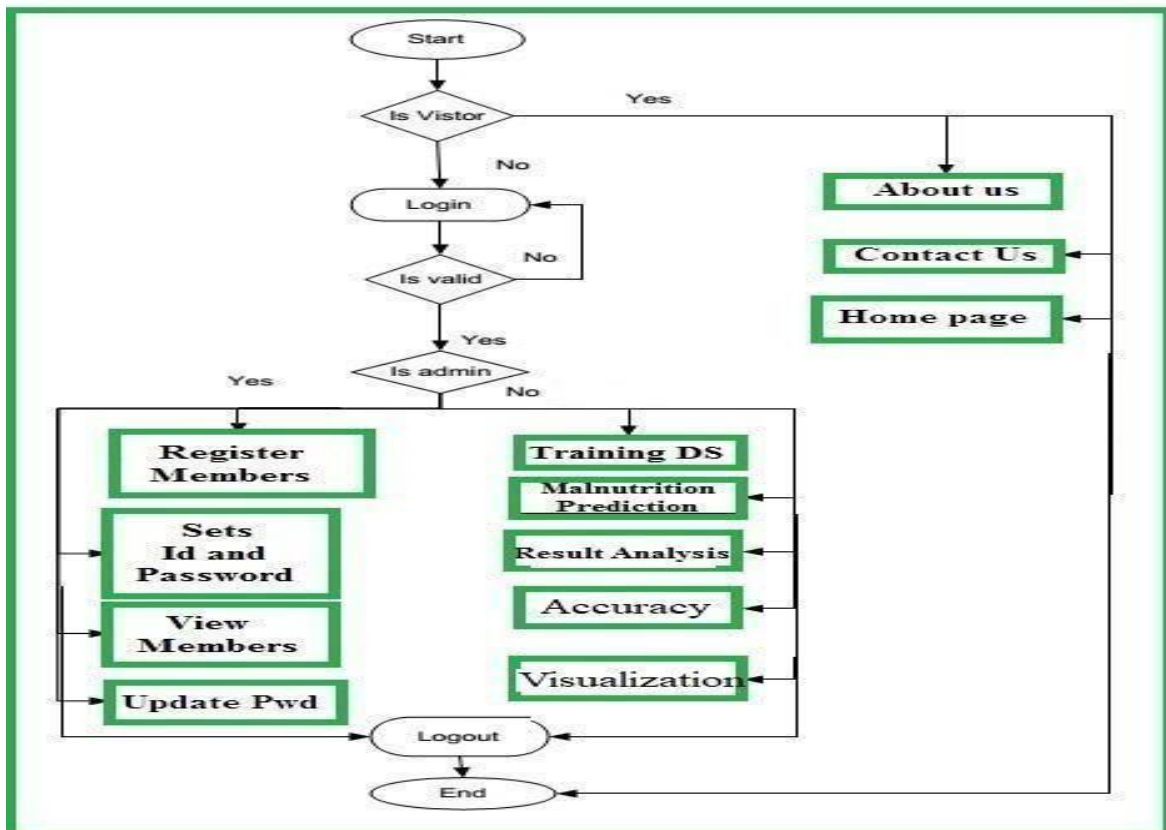 Start
Is Vistor
Yes
No
Login
About us
No
Contact Us
Is valid
Home page
Yes
Is admin
Yes
No
Register
Members
Sets
Id and
Password
View
Members
Update Pwd
Training DS
Malnutrition
Prediction
Result Analysis
Accuracy
Visualization
Logout
End